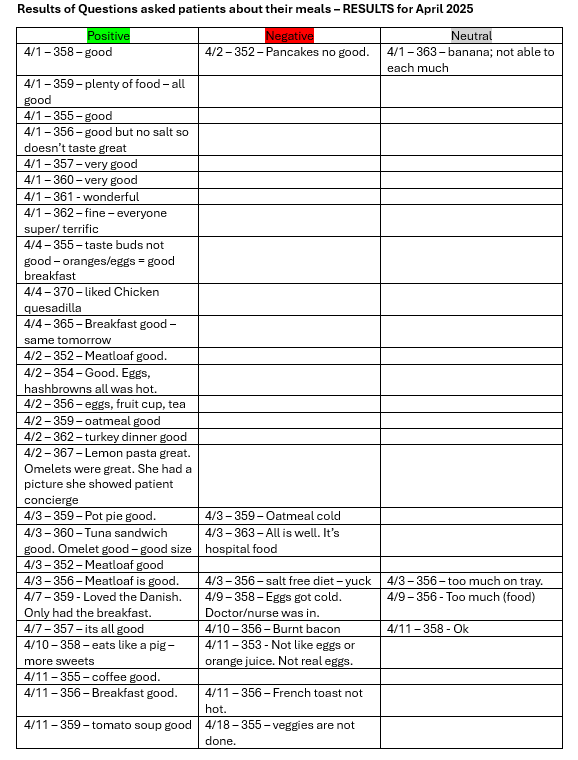 Results of Questions asked patients about their meals – RESULTS for April 2025
Positive
Negative
Neutral
4/1 – 358 – good
4/2 – 352 – Pancakes no good.
4/1 – 363 – banana; not able to
each much
4/1 – 359 – plenty of food – all
good
4/1 – 355 – good
4/1 – 356 – good but no salt so
doesn't taste great
4/1 – 357 – very good
4/1 – 360 – very good
4/1 – 361 - wonderful
4/1 – 362 – fine – everyone
super/ terrific
4/4 – 355 – taste buds not
good – oranges/eggs = good
breakfast
4/4 – 370 – liked Chicken
quesadilla
4/4 – 365 – Breakfast good –
same tomorrow
4/2 – 352 – Meatloaf good.
4/2 – 354 – Good. Eggs,
hashbrowns all was hot.
4/2 – 356 – eggs, fruit cup, tea
4/2 – 359 – oatmeal good
4/2 – 362 – turkey dinner good
4/2 – 367 – Lemon pasta great.
Omelets were great. She had a
picture she showed patient
concierge
4/3 – 359 – Pot pie good.
4/3 – 359 – Oatmeal cold
4/3 – 360 – Tuna sandwich
good. Omelet good – good size
4/3 – 363 – All is well. It's
hospital food
4/3 – 352 – Meatloaf good
4/3 – 356 – Meatloaf is good.
4/3 – 356 – salt free diet – yuck
4/3 – 356 – too much on tray.
4/7 – 359 - Loved the Danish.
Only had the breakfast.
4/9 – 358 – Eggs got cold.
Doctor/nurse was in.
4/9 – 356 - Too much (food)
4/7 – 357 – its all good
4/10 – 356 – Burnt bacon
4/11 – 358 - Ok
4/10 – 358 – eats like a pig –
more sweets
4/11 – 353 - Not like eggs or
orange juice. Not real eggs.
4/11 – 355 – coffee good.
4/11 – 356 – Breakfast good.
4/11 – 356 – French toast not
hot.
4/11 – 359 – tomato soup good
4/18 – 355 – veggies are not
done.